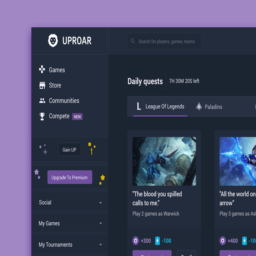 UPROAR
Search for players, games, teams
Games
Store
Communities
Compete NEW
Gain UP
Upgrade To Premium
Social
My Games
My Tournaments
Daily quests 7H 30M 20S left
League Of Legends
Paladins
"The blood you spilled
calls to me."
Play 2 games as Warwick
+300 -100
"All the world on
arrow"
Play 5 games as
+400 -100